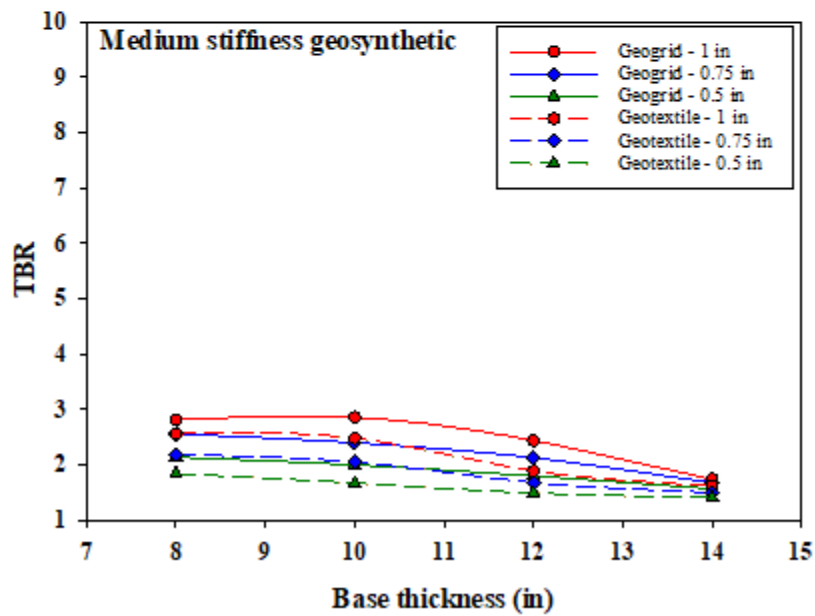 Medium stiffness geosynthetic
Geogrid - 1 in
Geogrid - 0.75 in
Geogrid - 0.5 in
Geotextile - 1 in
Geotextile - 0.75 in
Geotextile - 0.5 in
TBR
10
9
8
7
6
5
4
3
2
1
7 8 9 10 11 12 13 14 15
Base thickness (in)